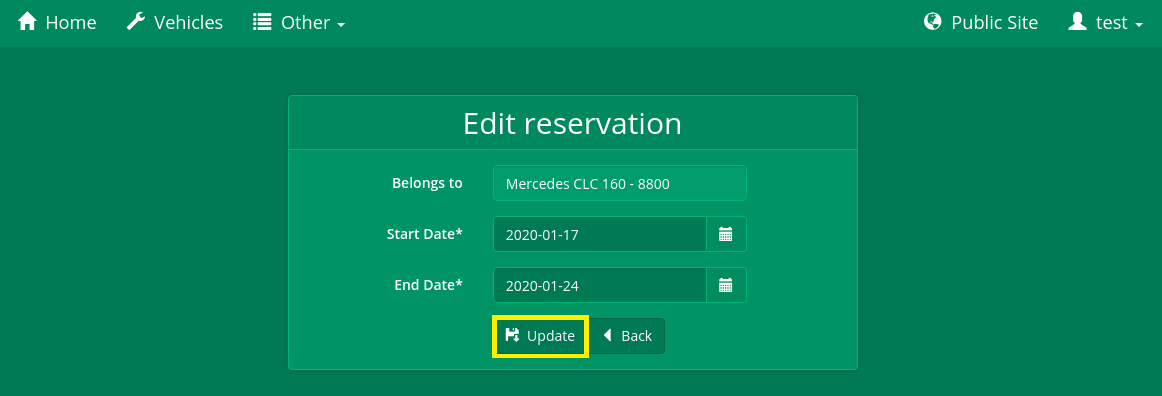 Home Vehicles Other Public Site test
Edit reservation
Belongs to Mercedes CLC 160 - 8800
Start Date* 2020-01-17
End Date* 2020-01-24
Update Back